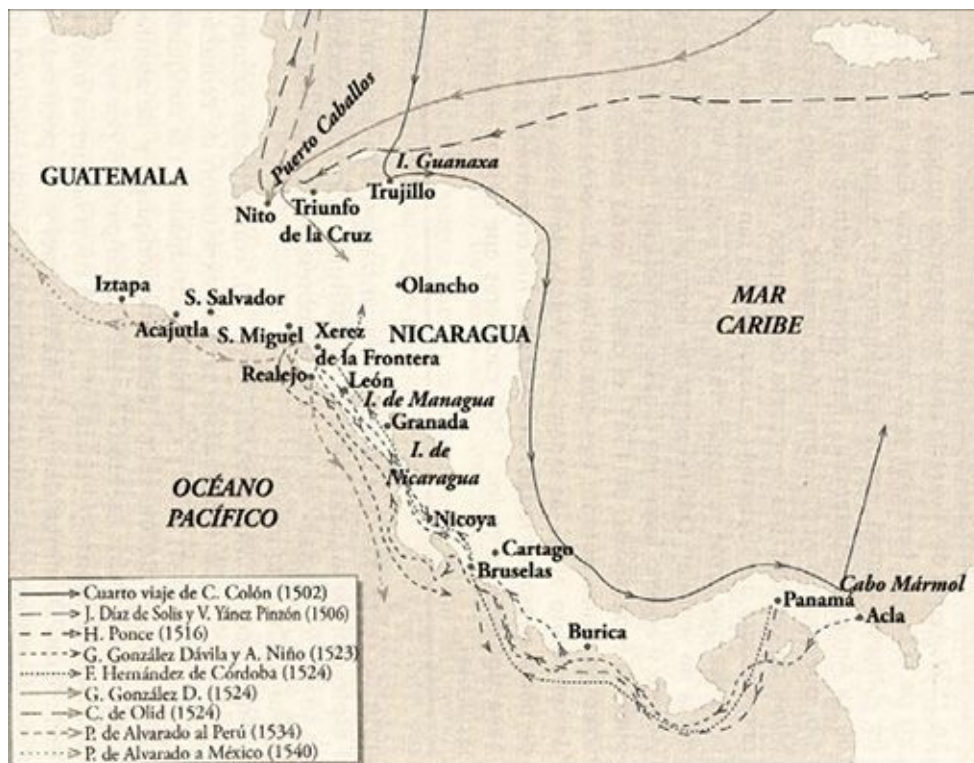 Puerto Caballos
GUATEMALA
I. Guanaxa
Trujillo
Nito
Triunfo
de la Cruz
Iztapa
S. Salvador
Olancho
MAR
CARIBE
Acajutla
S. Miguel
Xerez
de la Frontera
NICARAGUA
Realejo
León
I. de Managua
Granada
I. de
Nicaragua
OCÉANO
PACÍFICO
Nicoya
Cartago
Bruselas
Cabo Mármol
Panamá
Acla
Burica
Cuarto viaje de C. Colón (1502)
J. Díaz de Solis y V. Yánez Pinzón (1506)
H. Ponce (1516)
G. González Dávila y A. Niño (1523)
F. Hernández de Córdoba (1524)
G. González D. (1524)
C. de Olid (1524)
P. de Alvarado al Perú (1534)
P. de Alvarado a México (1540)